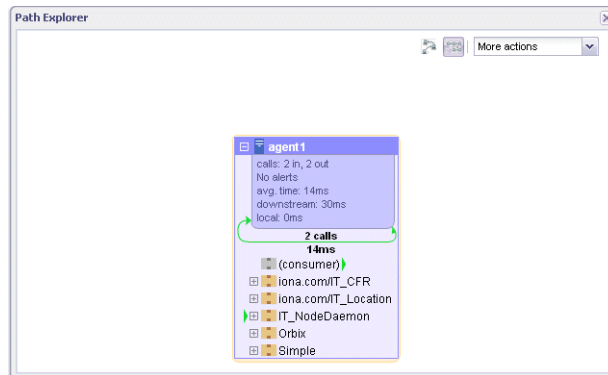 Path Explorer
More actions
agent1
calls: 2 in, 2 out
No alerts
avg. time: 14ms
downstream: 30ms
local: 0ms
2 calls
14ms
(consumer)
iona.com/IT_CFR
iona.com/IT_Location
IT_NodeDaemon
Orbix
Simple